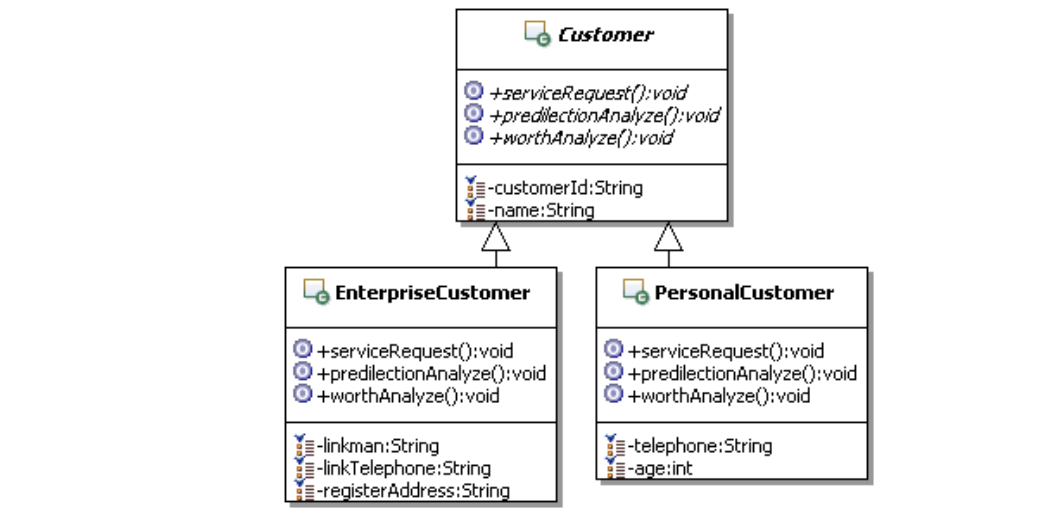 Customer
+serviceRequest():void
+predilectionAnalyze():void
+worthAnalyze():void
-customerId:String
-name:String
EnterpriseCustomer
+serviceRequest():void
+predilectionAnalyze():void
+worthAnalyze():void
-linkman:String
-linkTelephone:String
-registerAddress:String
PersonalCustomer
+serviceRequest():void
+predilectionAnalyze():void
+worthAnalyze():void
-telephone:String
-age:int